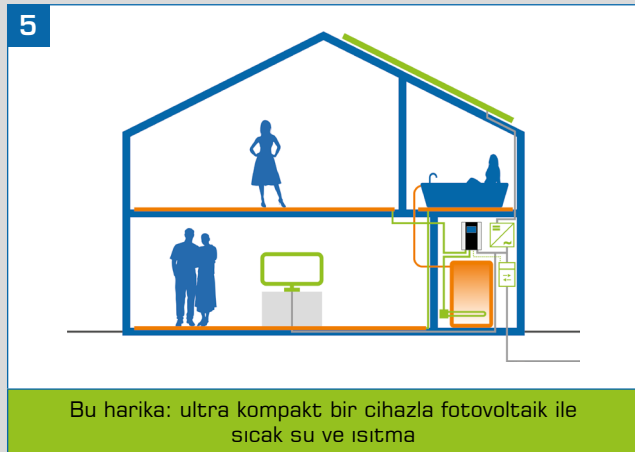 5
Bu harika: ultra kompakt bir cihazla fotovoltaik ile
sıcak su ve ısıtma